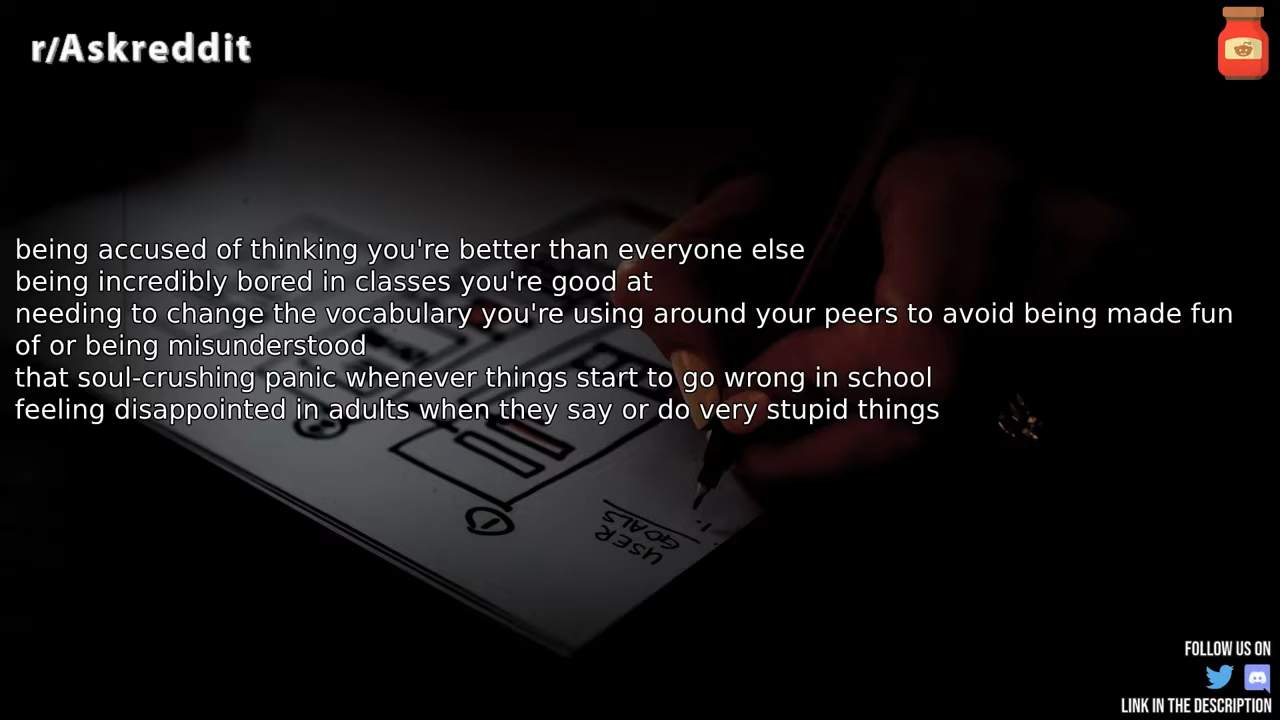 r/Askreddit
being accused of thinking you're better than everyone else
being incredibly bored in classes you're good at
needing to change the vocabulary you're using around your peers to avoid being made fun
of or being misunderstood
that soul-crushing panic whenever things start to go wrong in school
feeling disappointed in adults when they say or do very stupid things
USER
GOALS
1.
FOLLOW US ON
LINK IN THE DESCRIPTION